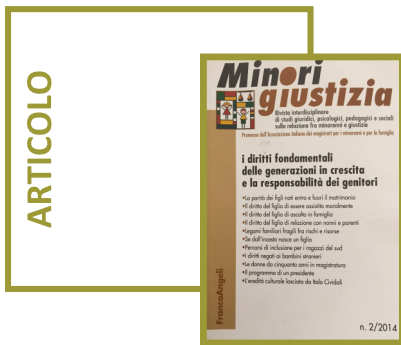 ARTICOLO
Minori
giustizia
Rivista interdisciplinare
di studi giuridici, psicologici, pedagogici e sociali
sulla relazione fra minorenni e giustizia
Promossa dall'Associazione italiana dei magistrati per i minorenni e per la famiglia
i diritti fondamentali
delle generazioni in crescita
e la responsabilità dei genitori
•La parità dei figli nati entro e fuori il matrimonio
•Il diritto del figlio di essere assistito moralmente
•Il diritto del figlio di ascolto in famiglia
•Il diritto del figlio di relazione con nonni e parenti
•Legami familiari fragili fra rischi e risorse
•Se dall'incesto nasce un figlio
•Percorsi di inclusione per i ragazzi del sud
•I diritti negati ai bambini stranieri
•Le donne da cinquanta anni in magistratura
•Il programma di un presidente
•L'eredità culturale lasciata da Italo Cividali
FrancoAngeli
n. 2/2014